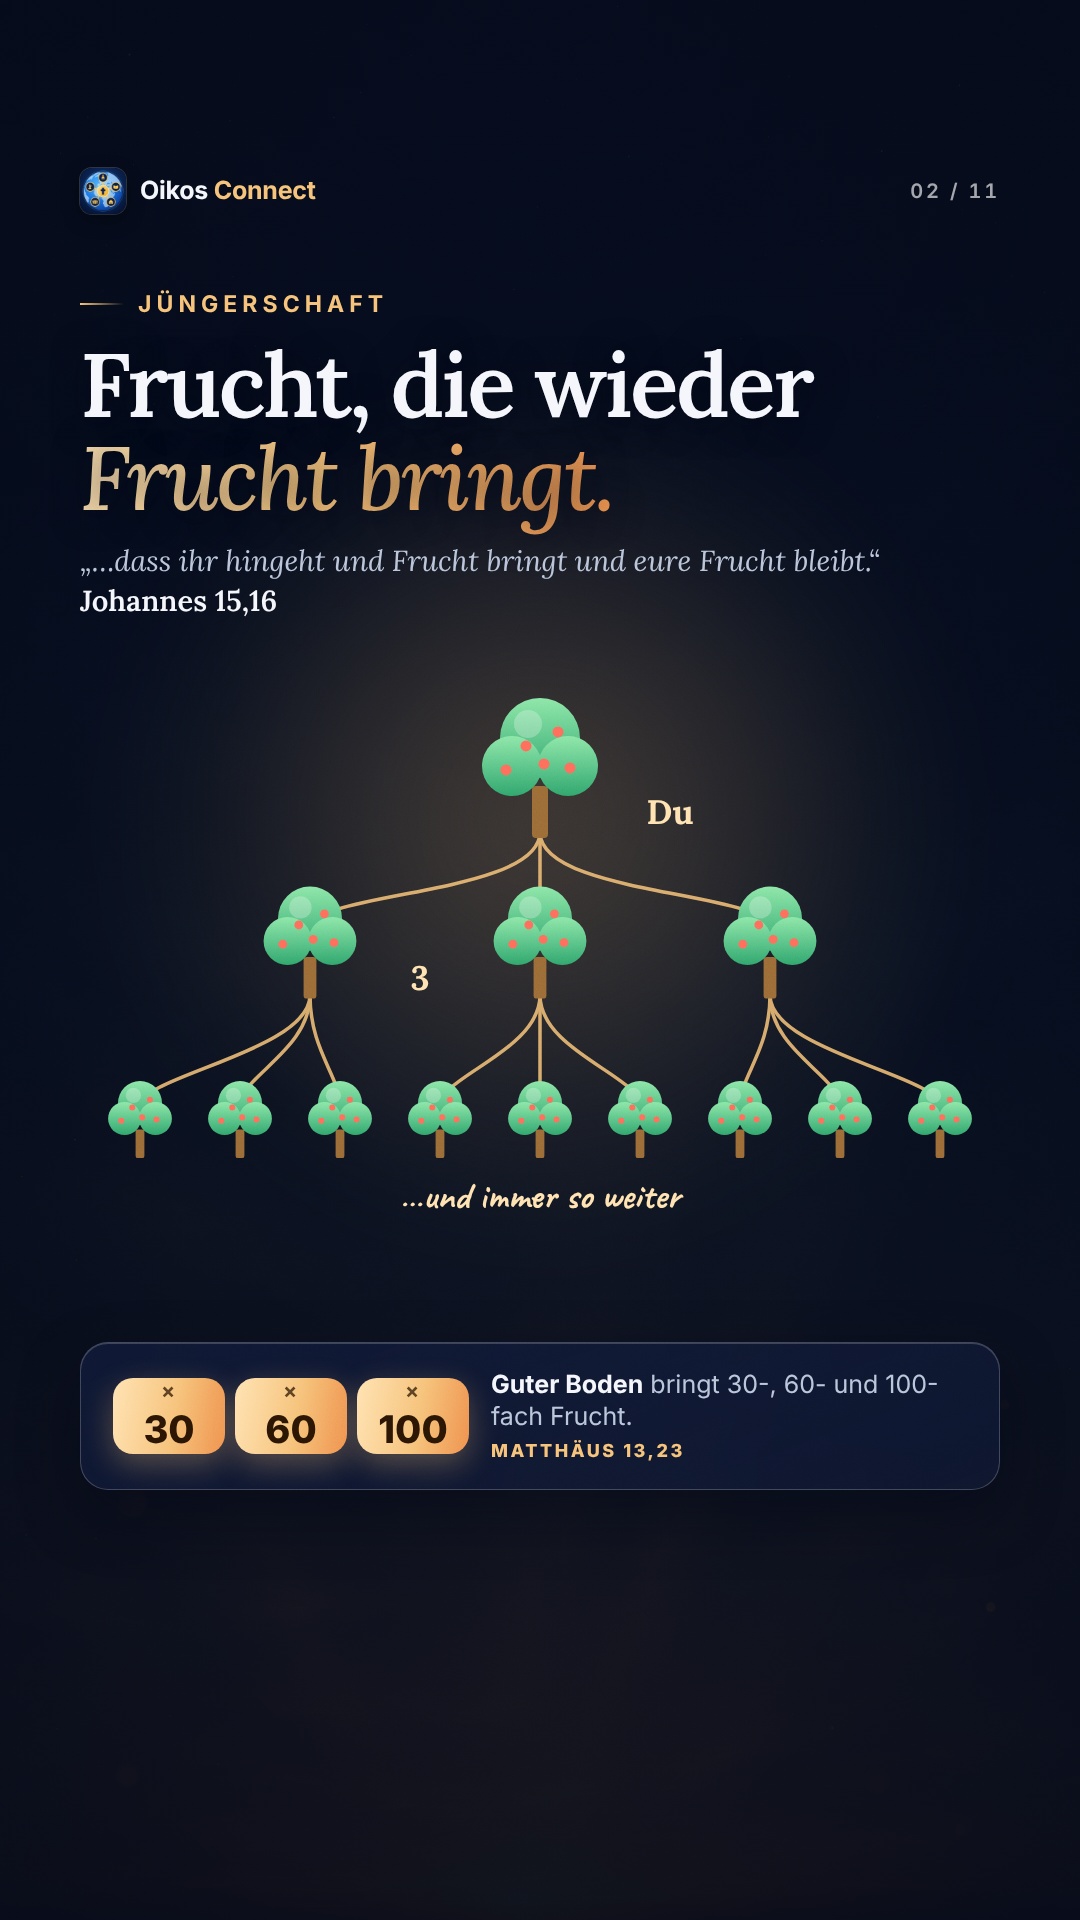 Oikos Connect
02 / 11
JÜNGERSCHAFT
Frucht, die wieder
Frucht bringt.
„…dass ihr hingeht und Frucht bringt und eure Frucht bleibt.“
Johannes 15,16
Du
3
…und immer so weiter
× × ×
30 60 100
Guter Boden bringt 30-, 60- und 100-
fach Frucht.
MATTHÄUS 13,23